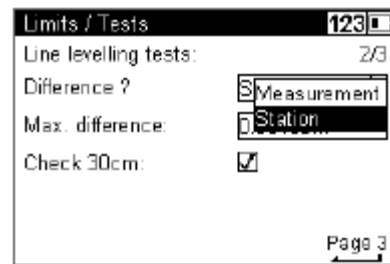 Limits / Tests 123
Line levelling tests: 2/3
Difference ? Measurement
Station
Max. difference:
Check 30cm:
Page 3